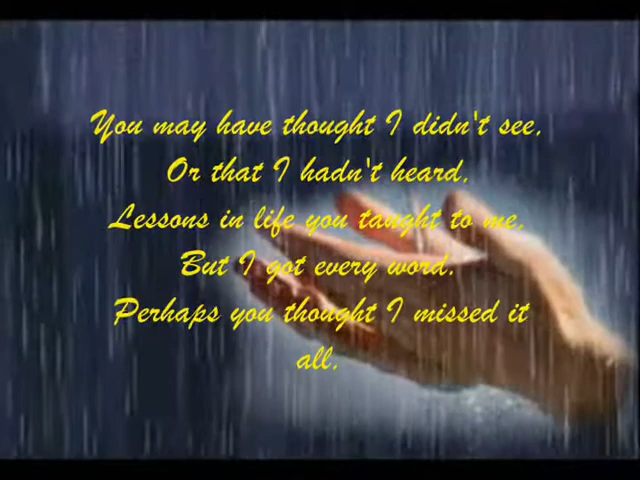 You may have thought I didn't see,
Or that I hadn't heard,
Lessons in life you taught to me,
But I got every word.
Perhaps you thought I missed it
all,